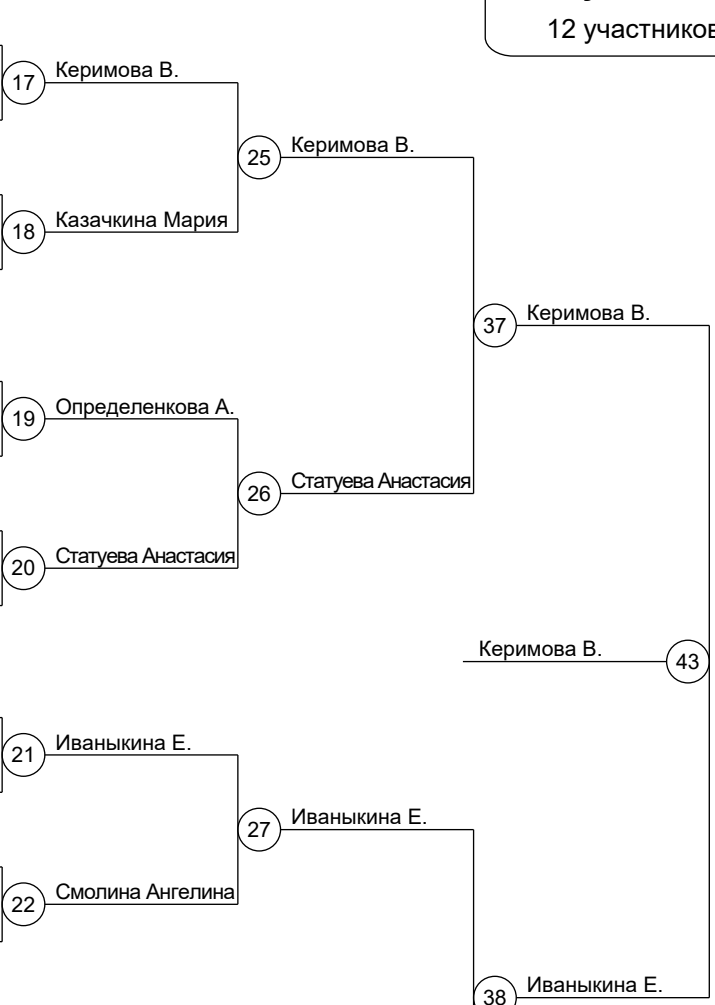 12 участников
17 Керимова В.
25 Керимова В.
18 Казачкина Мария
37 Керимова В.
19 Определенкова А.
26 Статуева Анастасия
20 Статуева Анастасия
Керимова В. 43
21 Иваныкина Е.
27 Иваныкина Е.
22 Смолина Ангелина
38 Иваныкина Е.